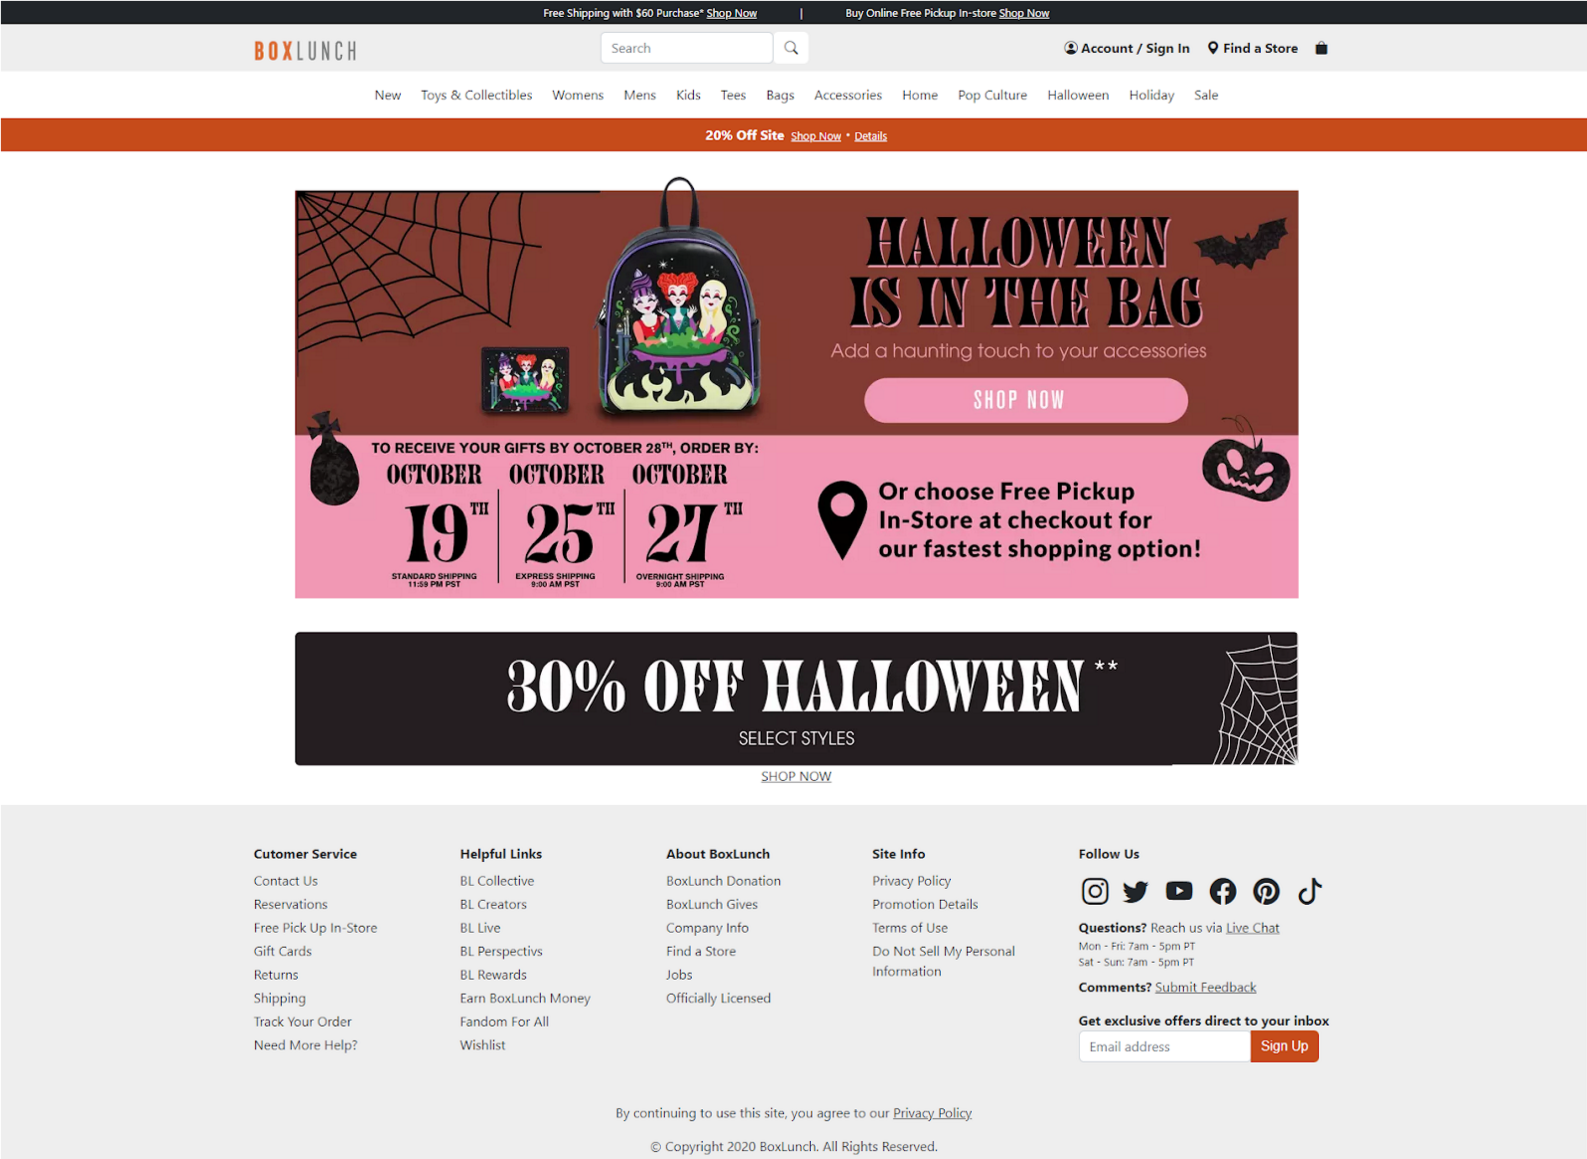 Free Shipping with $60 Purchase* Shop Now | Buy Online Free Pickup In-store Shop Now
BOXLUNCH
Search
Account / Sign In
Find a Store
New Toys & Collectibles Womens Mens Kids Tees Bags Accessories Home Pop Culture Halloween Holiday Sale
20% Off Site Shop Now • Details
HALLOWEEN
IS IN THE BAG
Add a haunting touch to your accessories
SHOP NOW
TO RECEIVE YOUR GIFTS BY OCTOBER 28TH, ORDER BY:
OCTOBER
19TH
STANDARD SHIPPING
11:59 PM PST
OCTOBER
25TH
EXPRESS SHIPPING
9:00 AM PST
OCTOBER
27TH
OVERNIGHT SHIPPING
9:00 AM PST
Or choose Free Pickup
In-Store at checkout for
our fastest shopping option!
30% OFF HALLOWEEN**
SELECT STYLES
SHOP NOW
Cutomer Service
Contact Us
Reservations
Free Pick Up In-Store
Gift Cards
Returns
Shipping
Track Your Order
Need More Help?
Helpful Links
BL Collective
BL Creators
BL Live
BL Perspectivs
BL Rewards
Earn BoxLunch Money
Fandom For All
Wishlist
About BoxLunch
BoxLunch Donation
BoxLunch Gives
Company Info
Find a Store
Jobs
Officially Licensed
Site Info
Privacy Policy
Promotion Details
Terms of Use
Do Not Sell My Personal
Information
Follow Us
Questions? Reach us via Live Chat
Mon - Fri: 7am - 5pm PT
Sat - Sun: 7am - 5pm PT
Comments? Submit Feedback
Get exclusive offers direct to your inbox
Email address
Sign Up
By continuing to use this site, you agree to our Privacy Policy
© Copyright 2020 BoxLunch. All Rights Reserved.